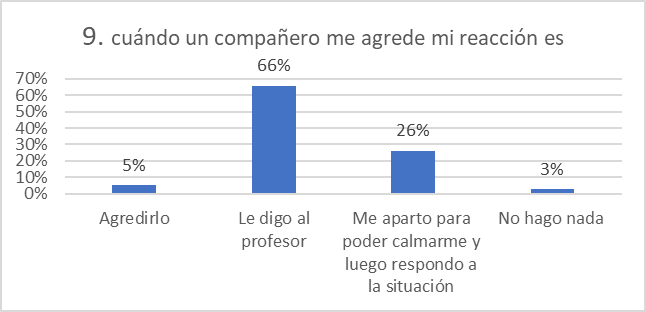 9. cuándo un compañero me agrede mi reacción es
66%
70%
60%
50%
40%
30%
20%
10%
0%
5%
26%
3%
Agredirlo
Le digo al
profesor
Me aparto para
poder calmarme y
luego respondo a
la situación
No hago nada